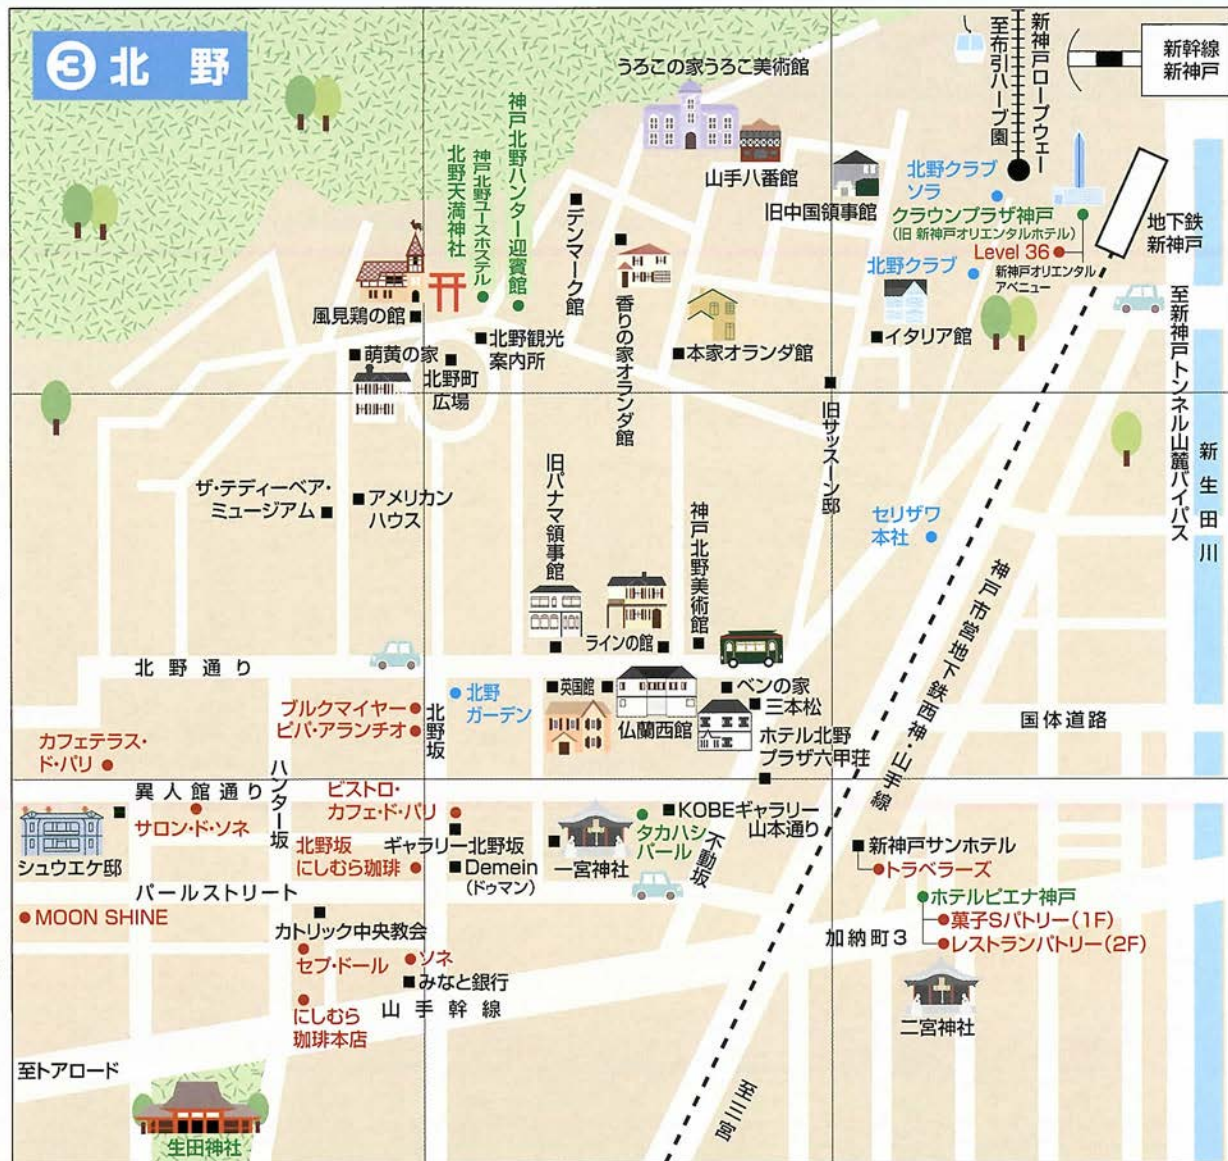 ③北野
うろこの家うろこ美術館
山手八番館
旧中国領事館
新神戸ロープウェー
至布引ハーブ園
新幹線
新神戸
北野クラブ
ソラ
クラウンプラザ神戸
(旧 新神戸オリエンタルホテル)
Level 36
新神戸オリエンタル
アベニュー
地下鉄
新神戸
北野クラブ
イタリア館
至新神戸トンネル山麓バイパス
新生田川
神戸北野ハンター迎賓館
神戸北野ユースホステル
北野天満神社
デンマーク館
香りの家オランダ館
本家オランダ館
風見鶏の館
萌黄の家
北野町
広場
北野観光
案内所
旧サッスーン邸
ザ・テディーベア・
ミュージアム
アメリカン
ハウス
旧パナマ領事館
神戸北野美術館
セリザワ
本社
神戸市営地下鉄西神・山手線
ラインの館
北野通り
ブルクマイヤー
ビバ・アランチオ
北野坂
北野
ガーデン
英国館
仏蘭西館
ベンの家
三本松
ホテル北野
プラザ六甲荘
国体道路
カフェテラス・
ド・パリ
ハンター坂
異人館通り
サロン・ド・ソネ
シュウエケ邸
ビストロ・
カフェ・ド・パリ
ギャラリー北野坂
北野坂
にしむら珈琲
Demein
(ドゥマン)
一宮神社
タカハシ
パール
KOBEギャラリー
山本通り
不動坂
新神戸サンホテル
トラベラーズ
パールストリート
MOON SHINE
カトリック中央教会
セプ・ドール
ソネ
みなと銀行
ホテルピエナ神戸
菓子Sパトリー(1F)
レストランパトリー(2F)
加納町3
二宮神社
にしむら
珈琲本店
山手幹線
至トアロード
生田神社
至三宮